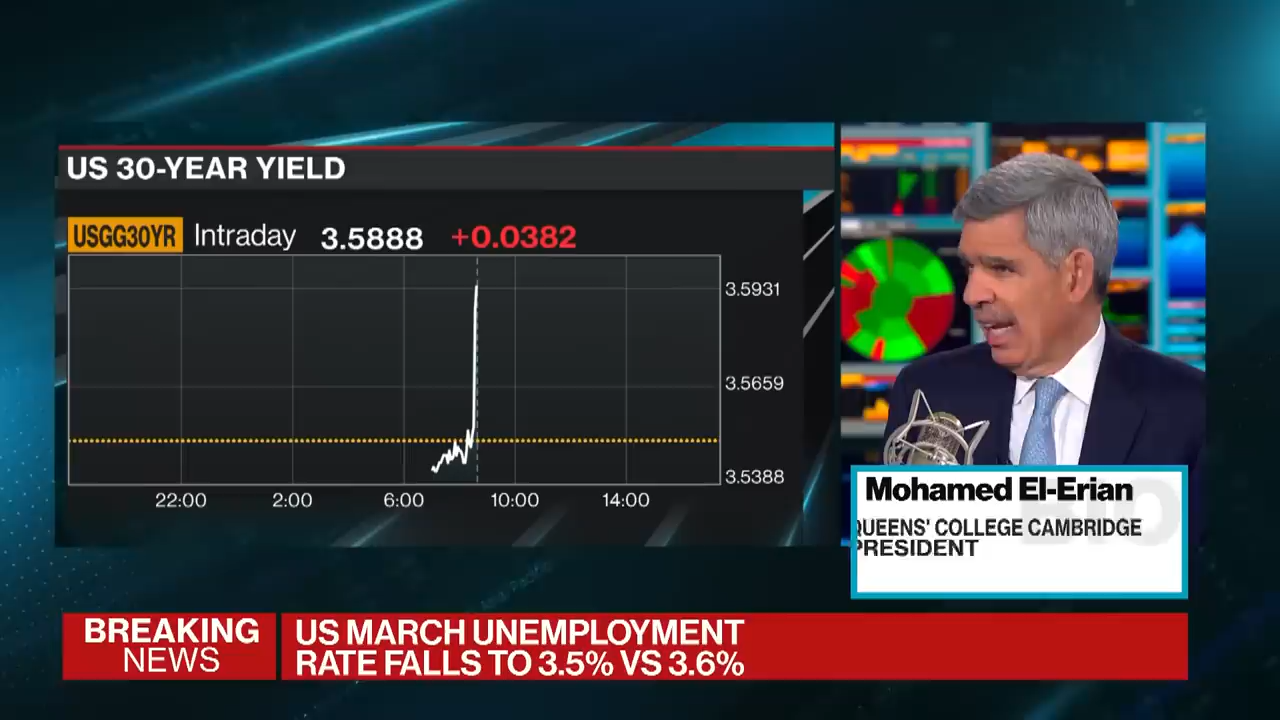 US 30-YEAR YIELD
USGG30YR Intraday 3.5888 +0.0382
3.5931
3.5659
3.5388
22:00 2:00 6:00 10:00 14:00
Mohamed El-Erian
QUEENS' COLLEGE CAMBRIDGE
PRESIDENT
BREAKING
NEWS
US MARCH UNEMPLOYMENT
RATE FALLS TO 3.5% VS 3.6%